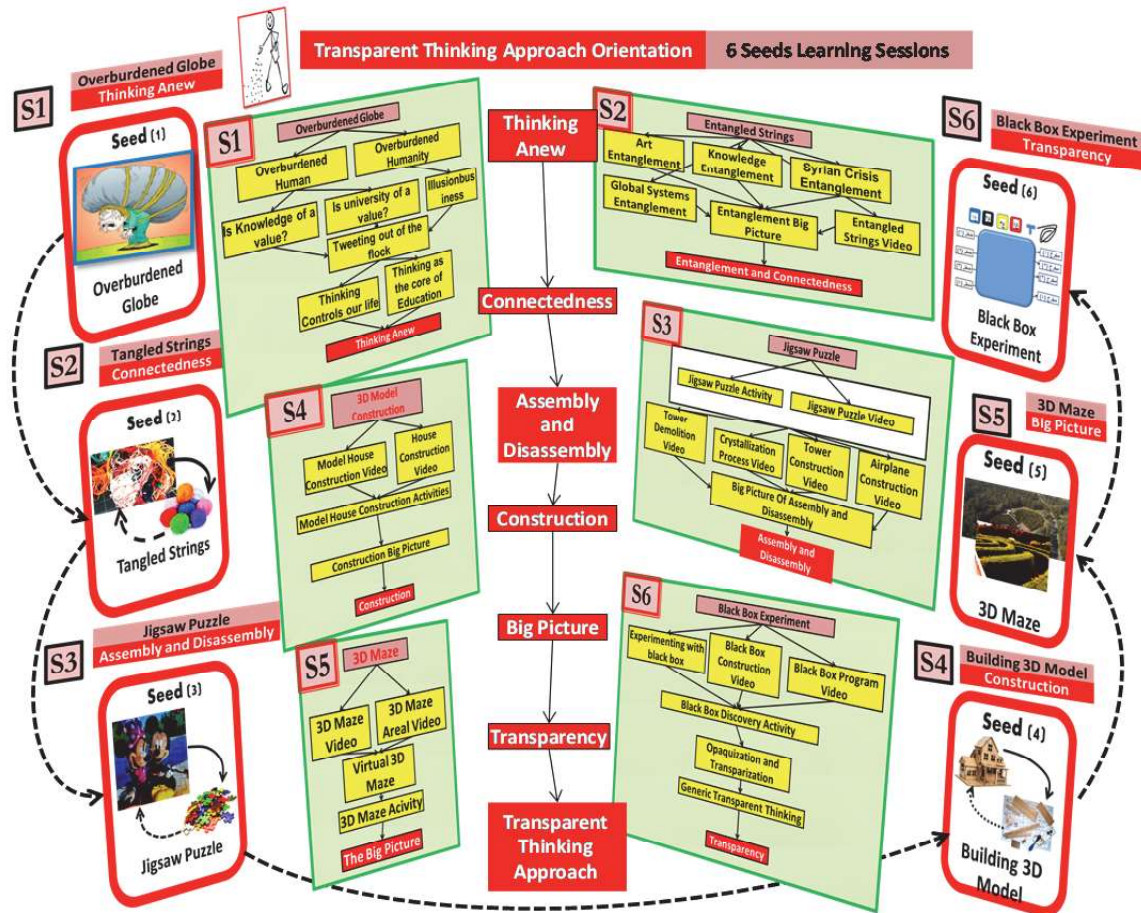 Transparent Thinking Approach Orientation
6 Seeds Learning Sessions
S1
Overburdened Globe
Thinking Anew
Seed (1)
Overburdened
Globe
S2
Tangled Strings
Connectedness
Seed (2)
Tangled Strings
S3
Jigsaw Puzzle
Assembly and Disassembly
Seed (3)
Jigsaw Puzzle
S1
Overburdened Globe
Overburdened
Human
Overburdened
Humanity
Is Knowledge of a
value?
Is university of a
value?
Illusionbus
iness
Tweeting out of the
flock
Thinking
Controls our life
Thinking as
the core of
Education
Thinking Anew
S4
3D Model
Construction
Model House
Construction Video
House
Construction
Video
Model House Construction Activities
Construction Big Picture
Construction
S5
3D Maze
3D Maze
Video
3D Maze
Areal Video
Virtual 3D
Maze
3D Maze Acivity
The Big Picture
Thinking
Anew
Connectedness
Assembly
and
Disassembly
Construction
Big Picture
Transparency
Transparent
Thinking
Approach
S2
Entangled Strings
Art
Entanglement
Knowledge
Entanglement
Syrian Crisis
Entanglement
Global Systems
Entanglement
Entanglement Big
Picture
Entangled
Strings Video
Entanglement and Connectedness
S3
Jigsaw Puzzle
Jigsaw Puzzle Activity
Jigsaw Puzzle Video
Tower
Demolition
Video
Crystallization
Process Video
Tower
Construction
Video
Airplane
Construction
Video
Big Picture Of Assembly and
Disassembly
Assembly and
Disassembly
S6
Black Box Experiment
Experimenting with
black box
Black Box
Construction
Video
Black Box Program
Video
Black Box Discovery Activity
Opaquization and
Transparization
Generic Transparent Thinking
Transparency
S6
Black Box Experiment
Transparency
Seed (6)
Black Box
Experiment
S5
3D Maze
Big Picture
Seed (5)
3D Maze
S4
Building 3D Model
Construction
Seed (4)
Building 3D
Model